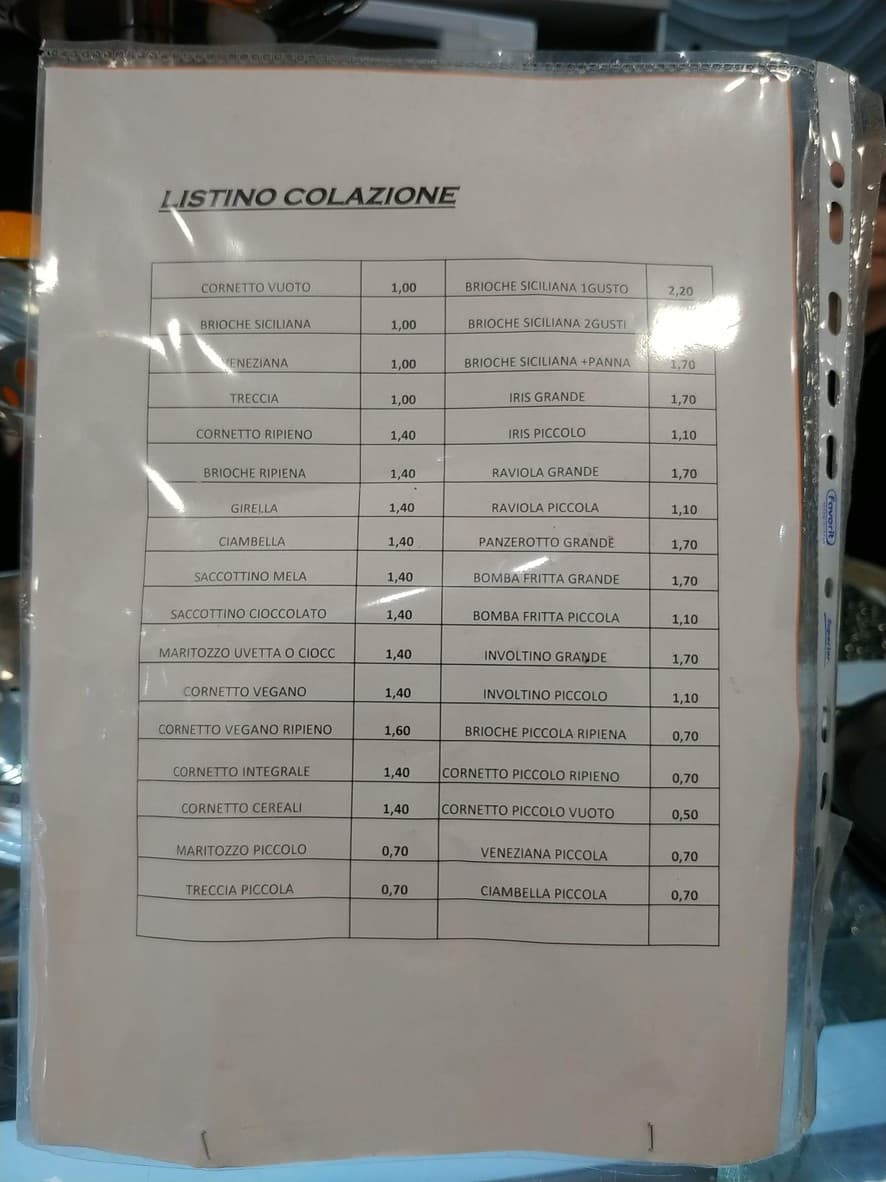 LISTINO COLAZIONE
CORNETTO VUOTO 1,00 BRIOCHE SICILIANA 1GUSTO 2,20
BRIOCHE SICILIANA 1,00 BRIOCHE SICILIANA 2GUSTI
VENEZIANA 1,00 BRIOCHE SICILIANA +PANNA 1,70
TRECCIA 1,00 IRIS GRANDE 1,70
CORNETTO RIPIENO 1,40 IRIS PICCOLO 1,10
BRIOCHE RIPIENA 1,40 RAVIOLA GRANDE 1,70
GIRELLA 1,40 RAVIOLA PICCOLA 1,10
CIAMBELLA 1,40 PANZEROTTO GRANDE 1,70
SACCOTTINO MELA 1,40 BOMBA FRITTA GRANDE 1,70
SACCOTTINO CIOCCOLATO 1,40 BOMBA FRITTA PICCOLA 1,10
MARITOZZO UVETTA O CIOCC 1,40 INVOLTINO GRANDE 1,70
CORNETTO VEGANO 1,40 INVOLTINO PICCOLO 1,10
CORNETTO VEGANO RIPIENO 1,60 BRIOCHE PICCOLA RIPIENA 0,70
CORNETTO INTEGRALE 1,40 CORNETTO PICCOLO RIPIENO 0,70
CORNETTO CEREALI 1,40 CORNETTO PICCOLO VUOTO 0,50
MARITOZZO PICCOLO 0,70 VENEZIANA PICCOLA 0,70
TRECCIA PICCOLA 0,70 CIAMBELLA PICCOLA 0,70
Favorit
Superior